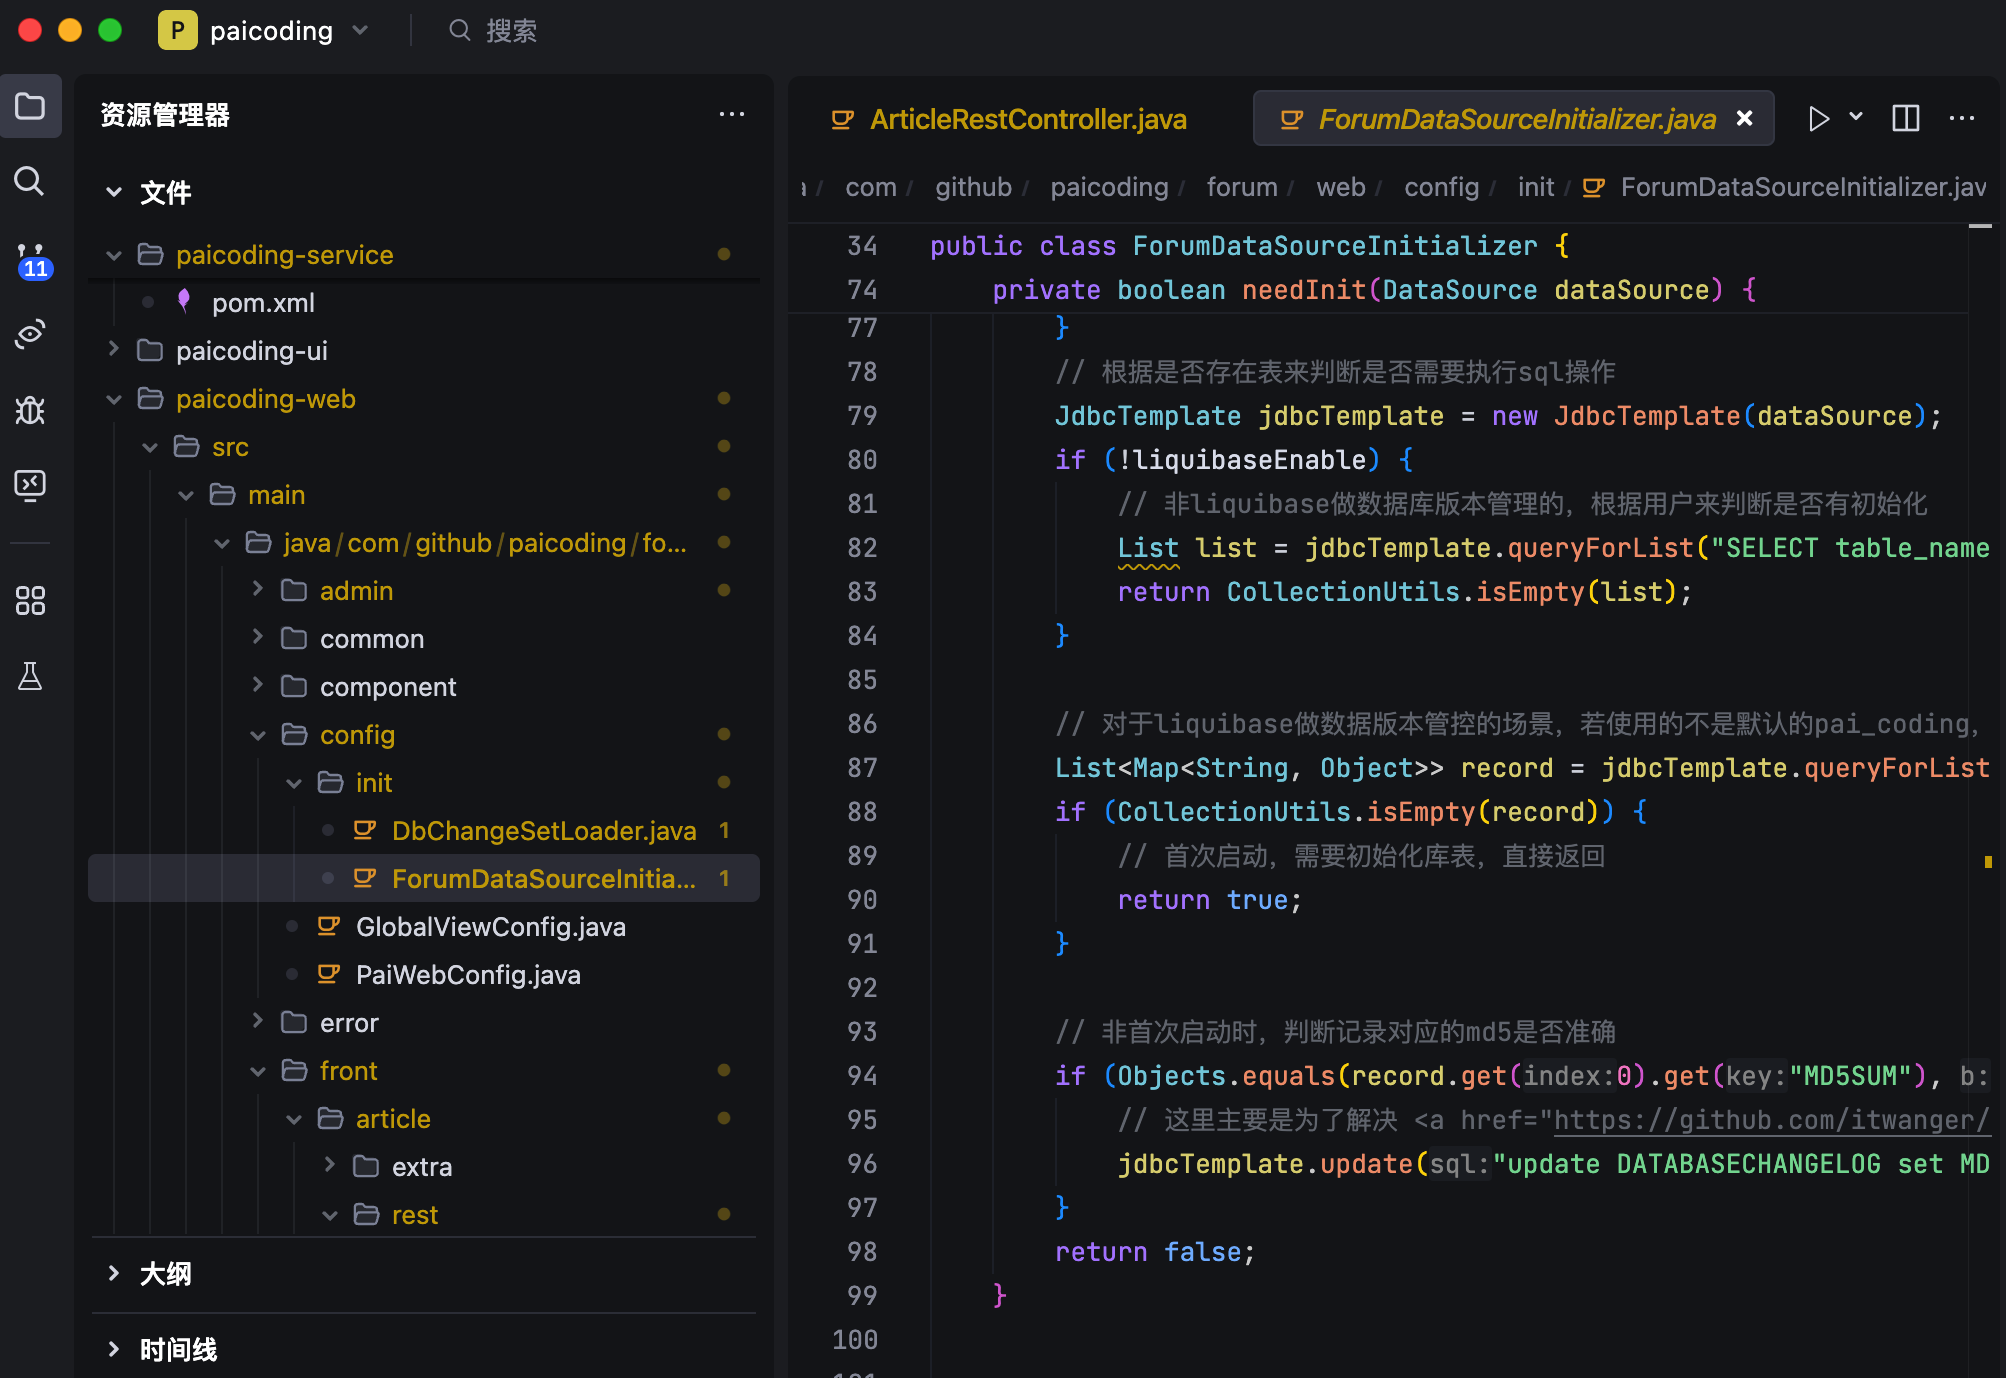 P paicoding
搜索
资源管理器
文件
paicoding-service
pom.xml
paicoding-ui
paicoding-web
src
main
java/com/github/paicoding/fo...
admin
common
component
config
init
DbChangeSetLoader.java 1
ForumDataSourceInitia... 1
GlobalViewConfig.java
PaiWebConfig.java
error
front
article
extra
rest
大纲
时间线
11
ArticleRestController.java
ForumDataSourceInitializer.java
/ com / github / paicoding / forum / web / config / init / ForumDataSourceInitializer.jav
34 public class ForumDataSourceInitializer {
74 private boolean needInit(DataSource dataSource) {
77 }
78 // 根据是否存在表来判断是否需要执行sql操作
79 JdbcTemplate jdbcTemplate = new JdbcTemplate(dataSource);
80 if (!liquibaseEnable) {
81 // 非liquibase做数据库版本管理的，根据用户来判断是否有初始化
82 List list = jdbcTemplate.queryForList("SELECT table_name
83 return CollectionUtils.isEmpty(list);
84 }
85
86 // 对于liquibase做数据版本管控的场景，若使用的不是默认的pai_coding，
87 List<Map<String, Object>> record = jdbcTemplate.queryForList
88 if (CollectionUtils.isEmpty(record)) {
89 // 首次启动，需要初始化库表，直接返回
90 return true;
91 }
92
93 // 非首次启动时，判断记录对应的md5是否准确
94 if (Objects.equals(record.get(index:0).get(key:"MD5SUM"), b:
95 // 这里主要是为了解决 <a href="https://github.com/itwanger/
96 jdbcTemplate.update(sql:"update DATABASECHANGELOG set MD
97 }
98 return false;
99 }
100